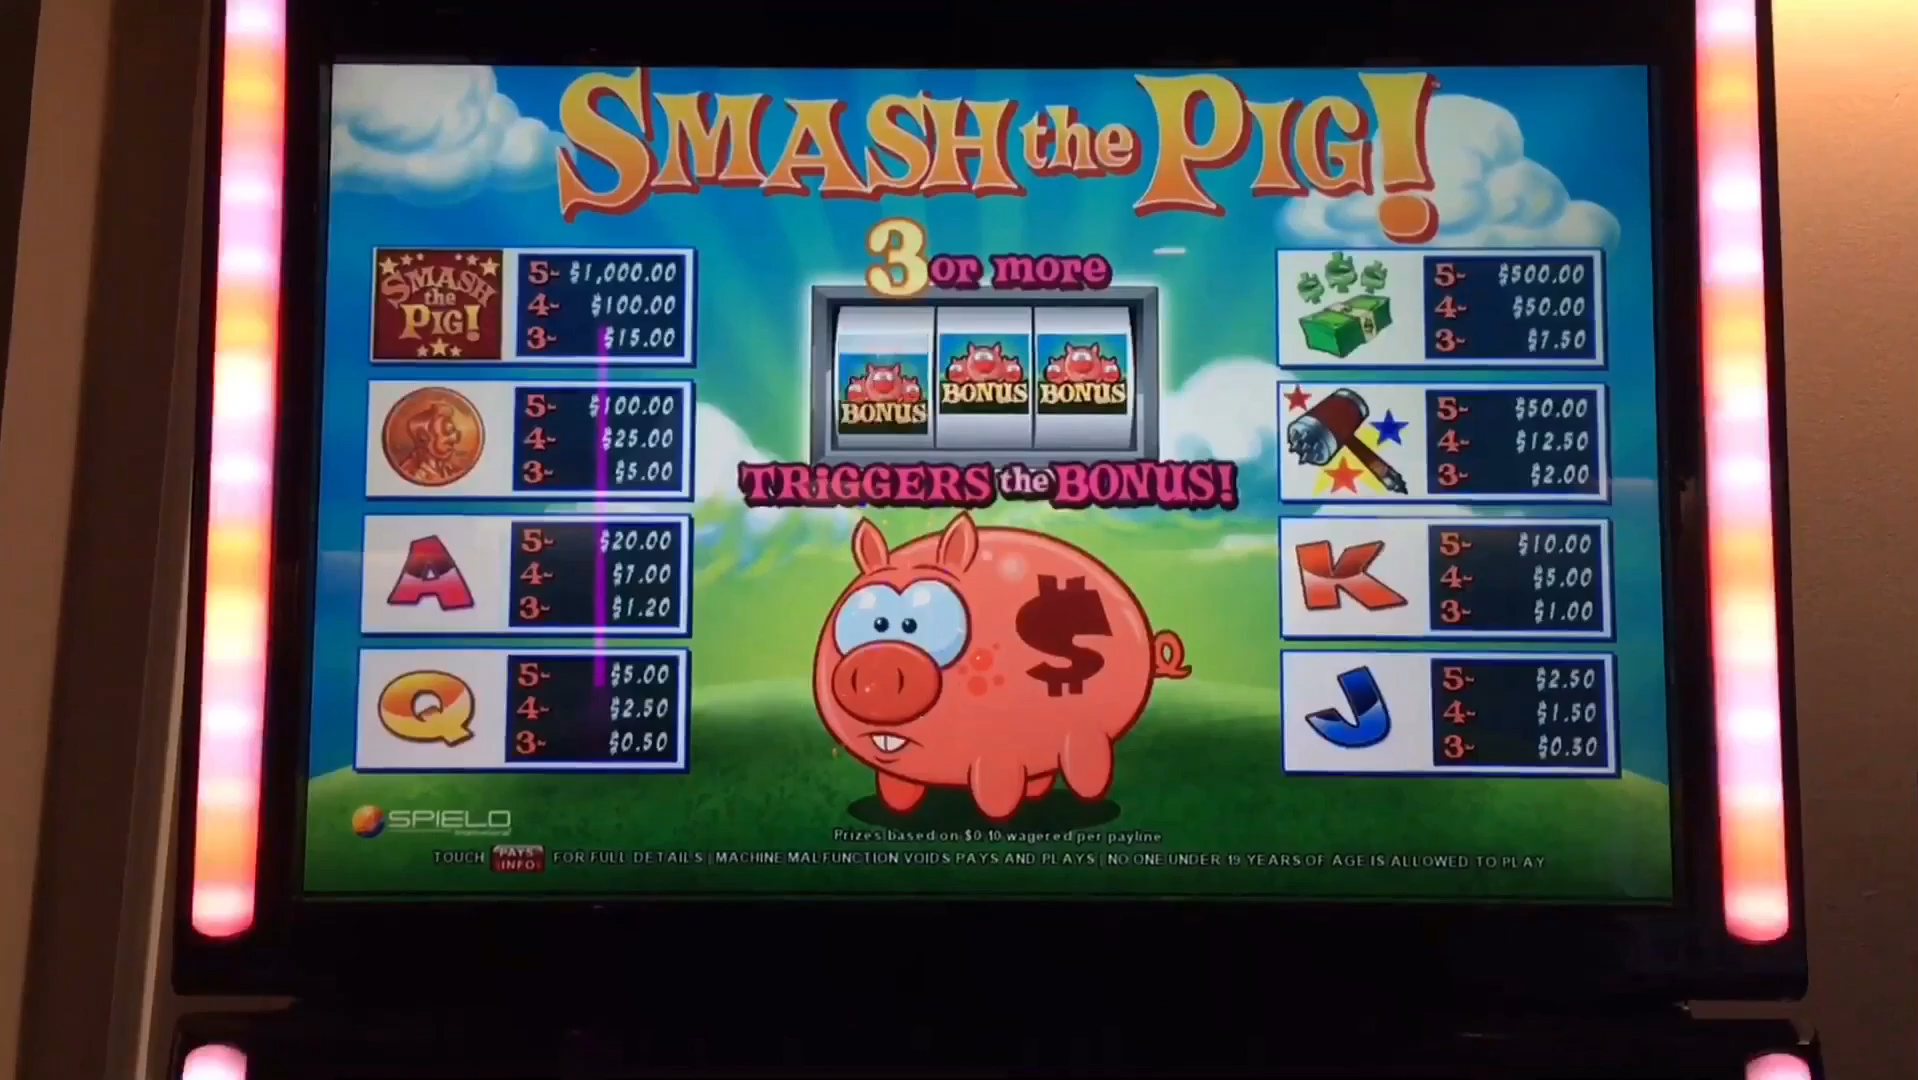 SMASH the PIG!
3 or more
BONUS BONUS BONUS
TRIGGERS the BONUS!
SMASH the PIG!
5- $1,000.00
4- $100.00
3- $15.00
5- $100.00
4- $25.00
3- $5.00
A
5- $20.00
4- $7.00
3- $1.20
Q
5- $5.00
4- $2.50
3- $0.50
5- $500.00
4- $50.00
3- $7.50
5- $50.00
4- $12.50
3- $2.00
K
5- $10.00
4- $5.00
3- $1.00
J
5- $2.50
4- $1.50
3- $0.30
$
SPIELO
International
Prizes based on $0.10 wagered per payline
TOUCH PAYS INFO FOR FULL DETAILS | MACHINE MALFUNCTION VOIDS PAYS AND PLAYS | NO ONE UNDER 19 YEARS OF AGE IS ALLOWED TO PLAY